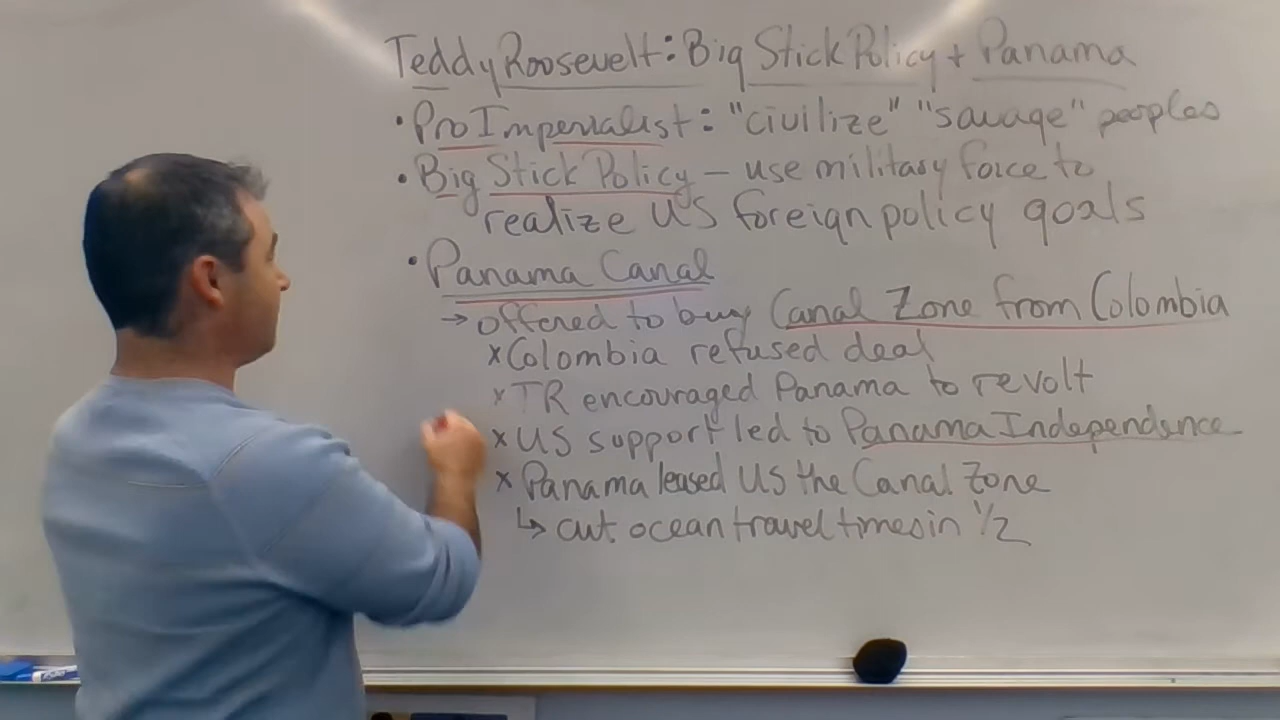 Teddy Roosevelt: Big Stick Policy + Panama
• Pro Imperialist: "civilize" "savage" peoples
• Big Stick Policy – use military force to
realize US foreign policy goals
• Panama Canal
→ offered to buy Canal Zone from Colombia
x Colombia refused deal
x TR encouraged Panama to revolt
x US support led to Panama Independence
x Panama leased US the Canal Zone
↳ cut ocean travel times in 1/2